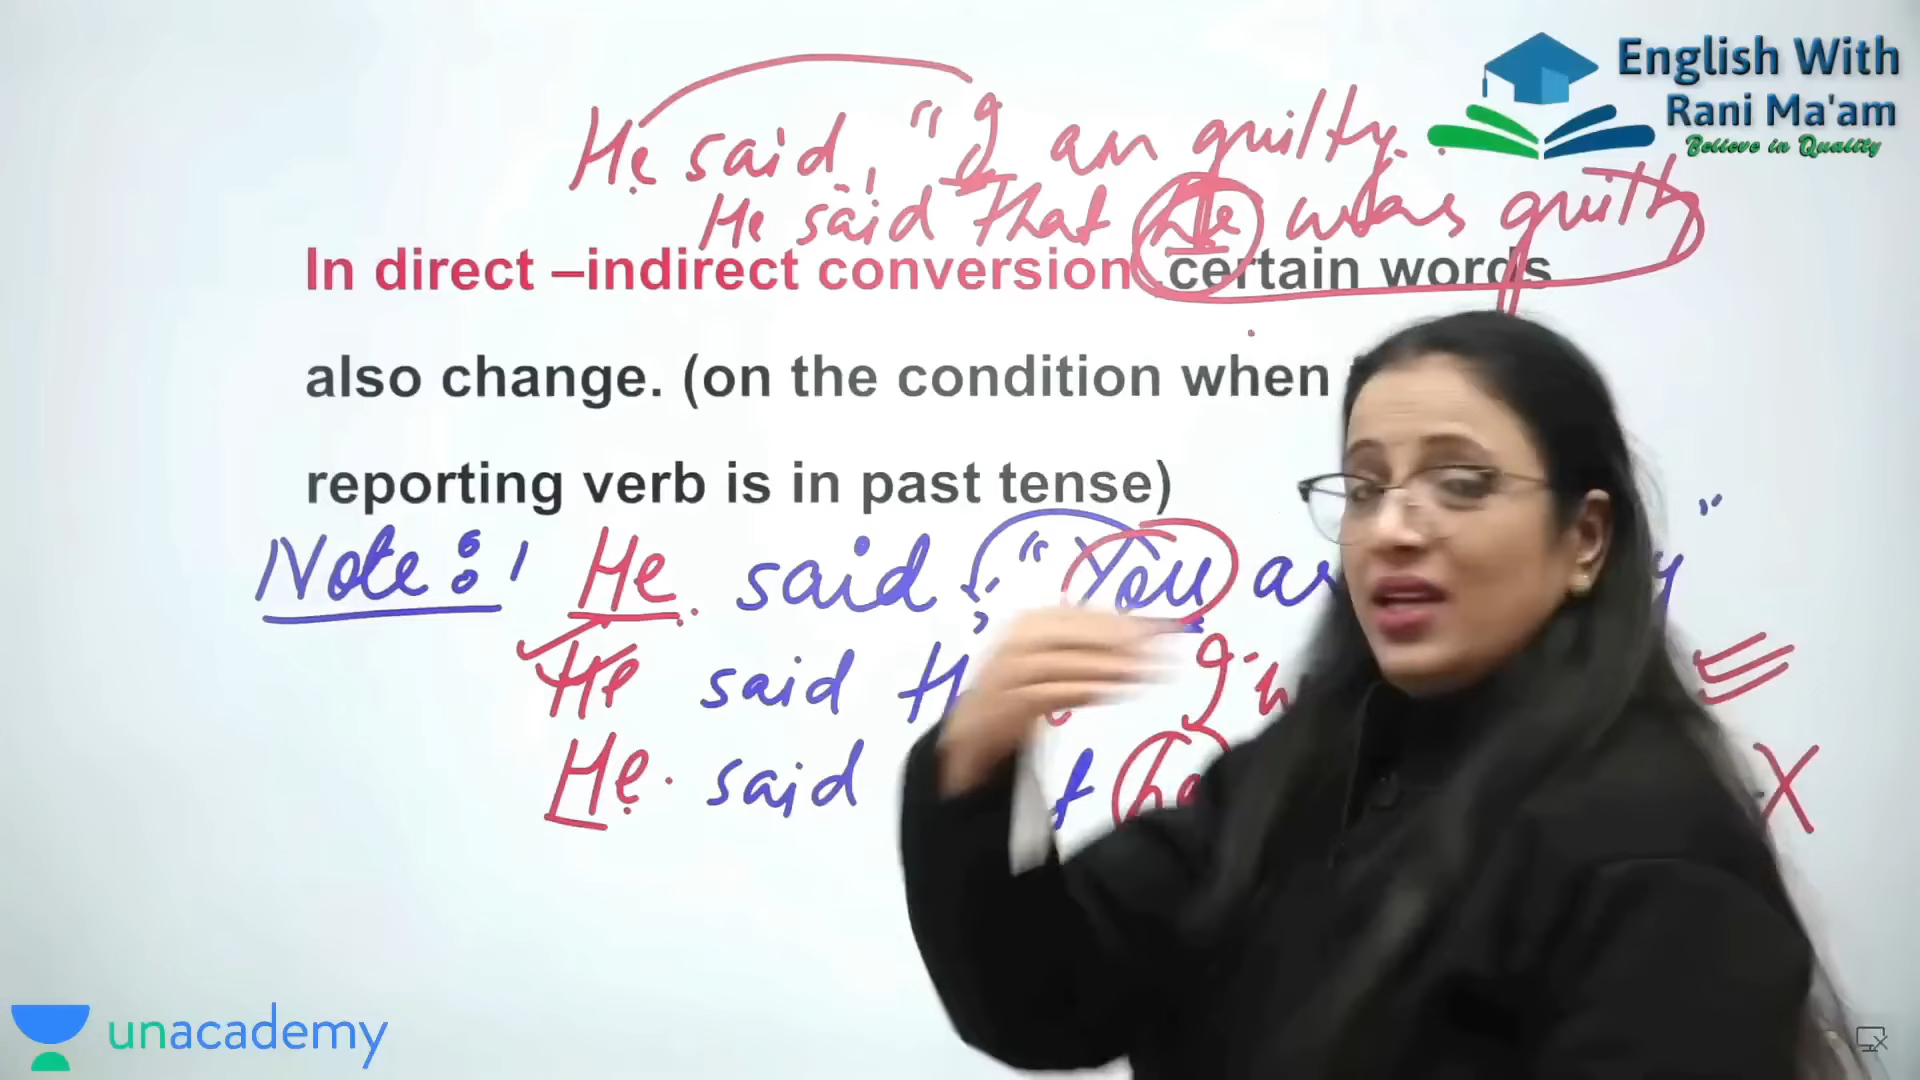 English With
Rani Ma'am
Believe in Quality
He said, "I am guilty.
He said that he was guilty
In direct –indirect conversion certain words
also change. (on the condition when
reporting verb is in past tense)
Note: He said, "You "
He said I
He said
unacademy